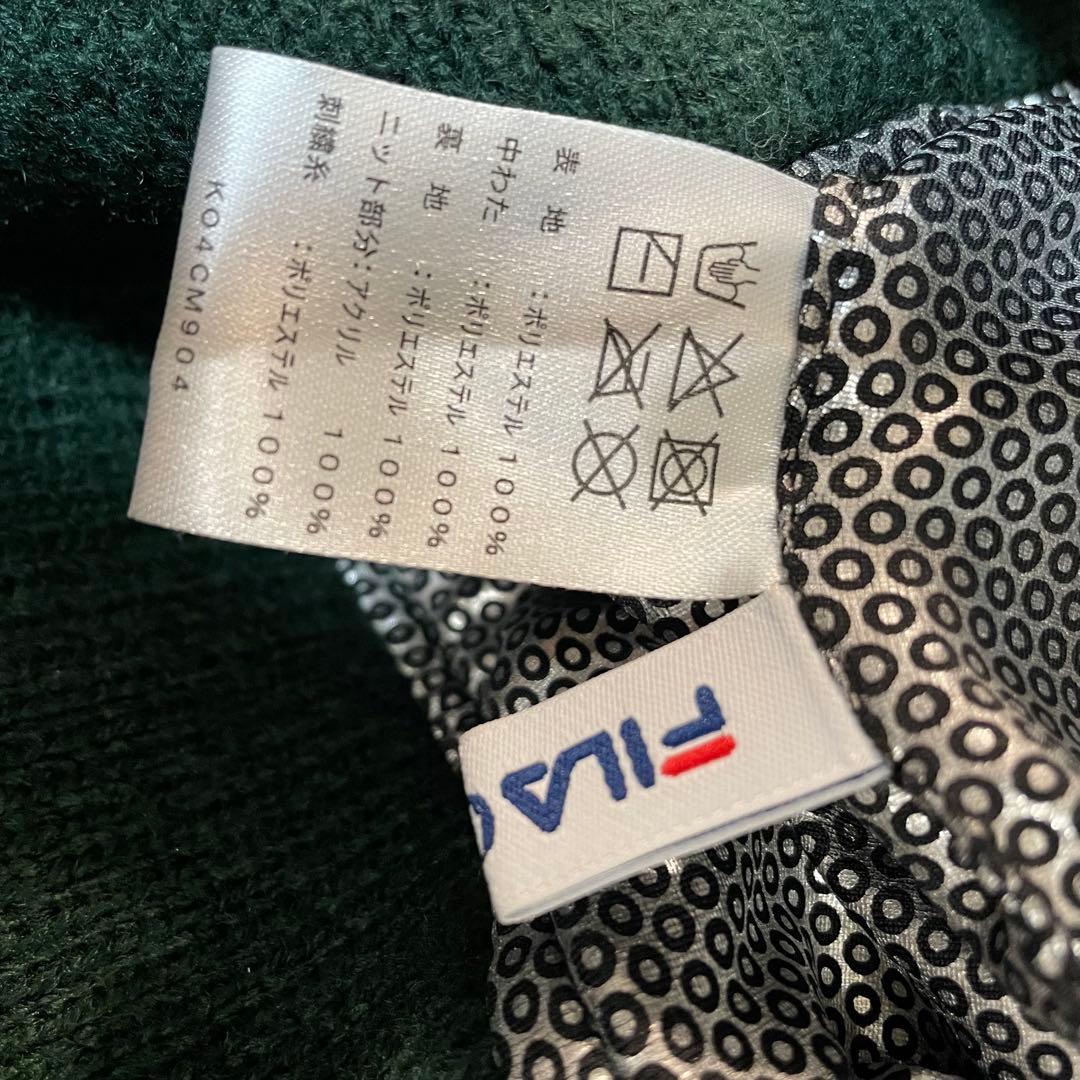 表地:ポリエステル 100%
中わた:ポリエステル 100%
裏地:ポリエステル 100%
ニット部分:アクリル 100%
刺繍糸:ポリエステル 100%
KO4CM904
FILA